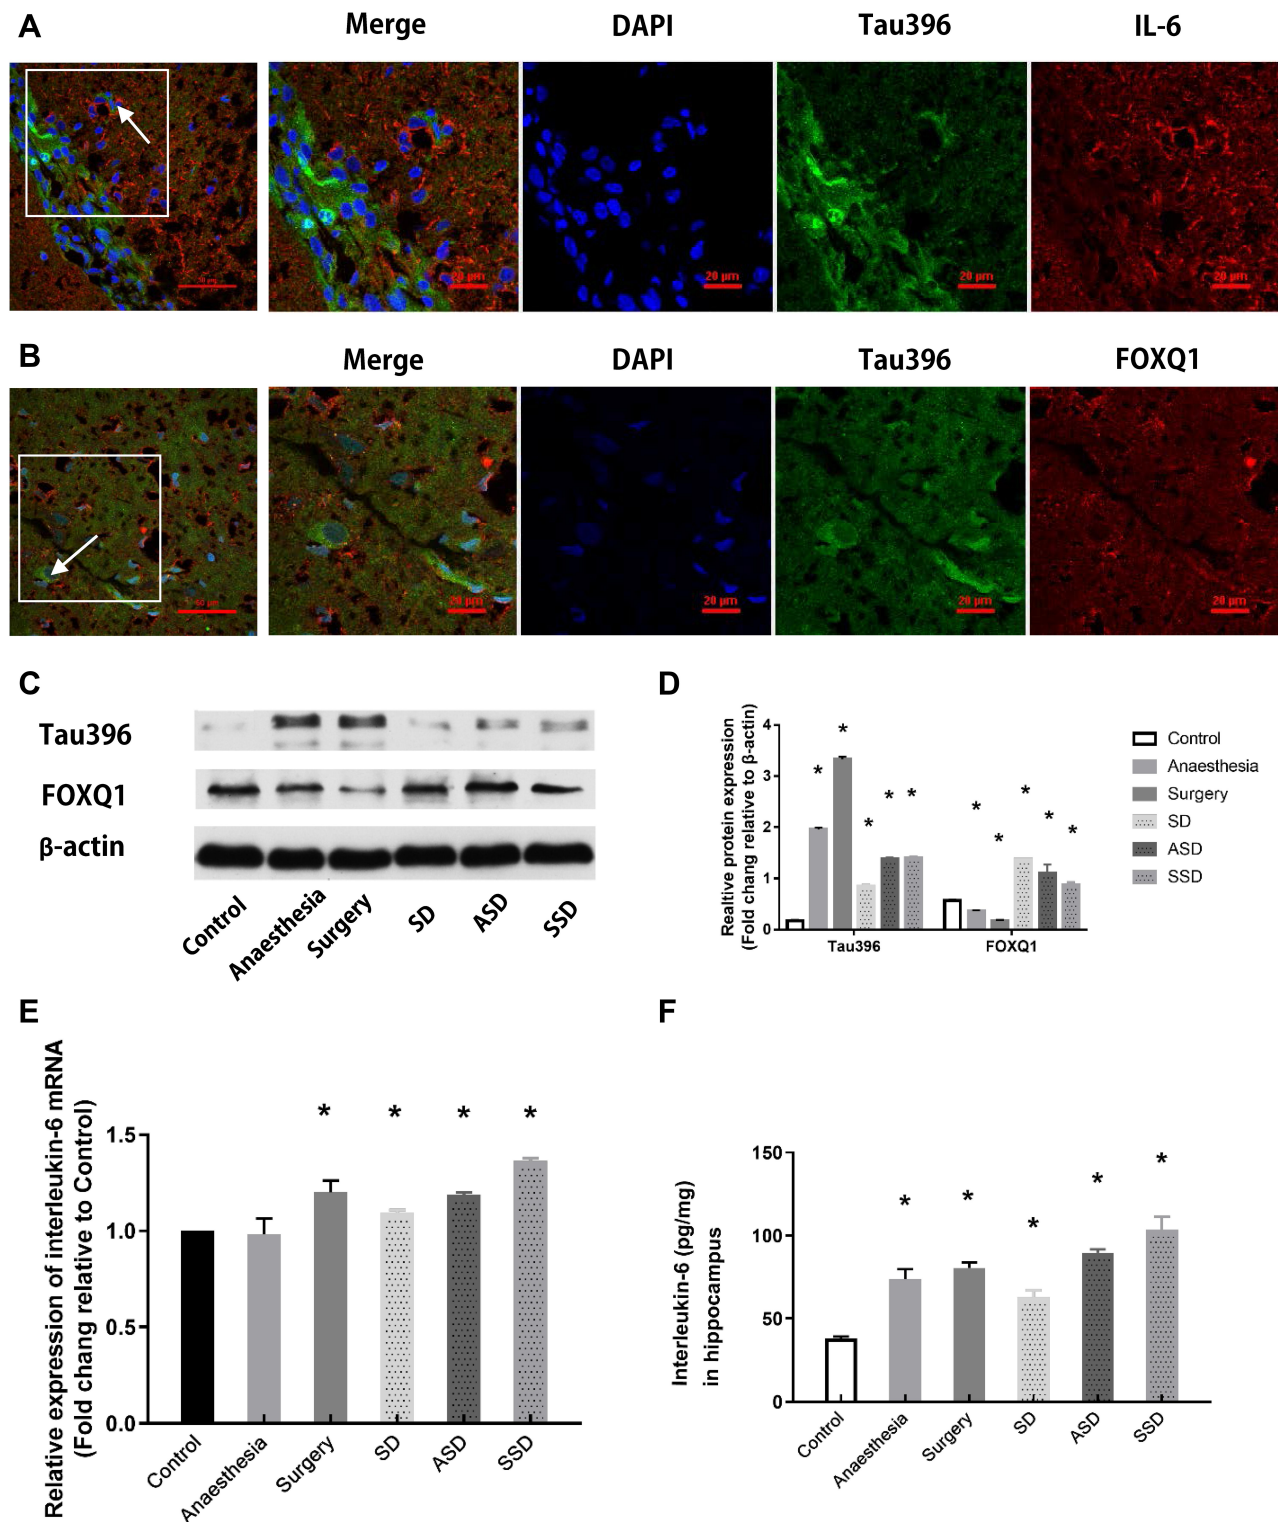 A
Merge
DAPI
Tau396
IL-6
50 μm
20 μm
20 μm
20 μm
20 μm
B
Merge
DAPI
Tau396
FOXQ1
50 μm
20 μm
20 μm
20 μm
20 μm
C
Tau396
FOXQ1
β-actin
Control
Anaesthesia
Surgery
SD
ASD
SSD
D
Realtive protein expression
(Fold chang relative to β-actin)
4
3
2
1
0
* * * * * * * * * *
Tau396
FOXQ1
Control
Anaesthesia
Surgery
SD
ASD
SSD
E
Relative expression of interleukin-6 mRNA
(Fold chang relative to Control)
1.5
1.0
0.5
0.0
* * * *
Control
Anaesthesia
Surgery
SD
ASD
SSD
F
Interleukin-6 (pg/mg)
in hippocampus
150
100
50
0
* * * * *
Control
Anaesthesia
Surgery
SD
ASD
SSD